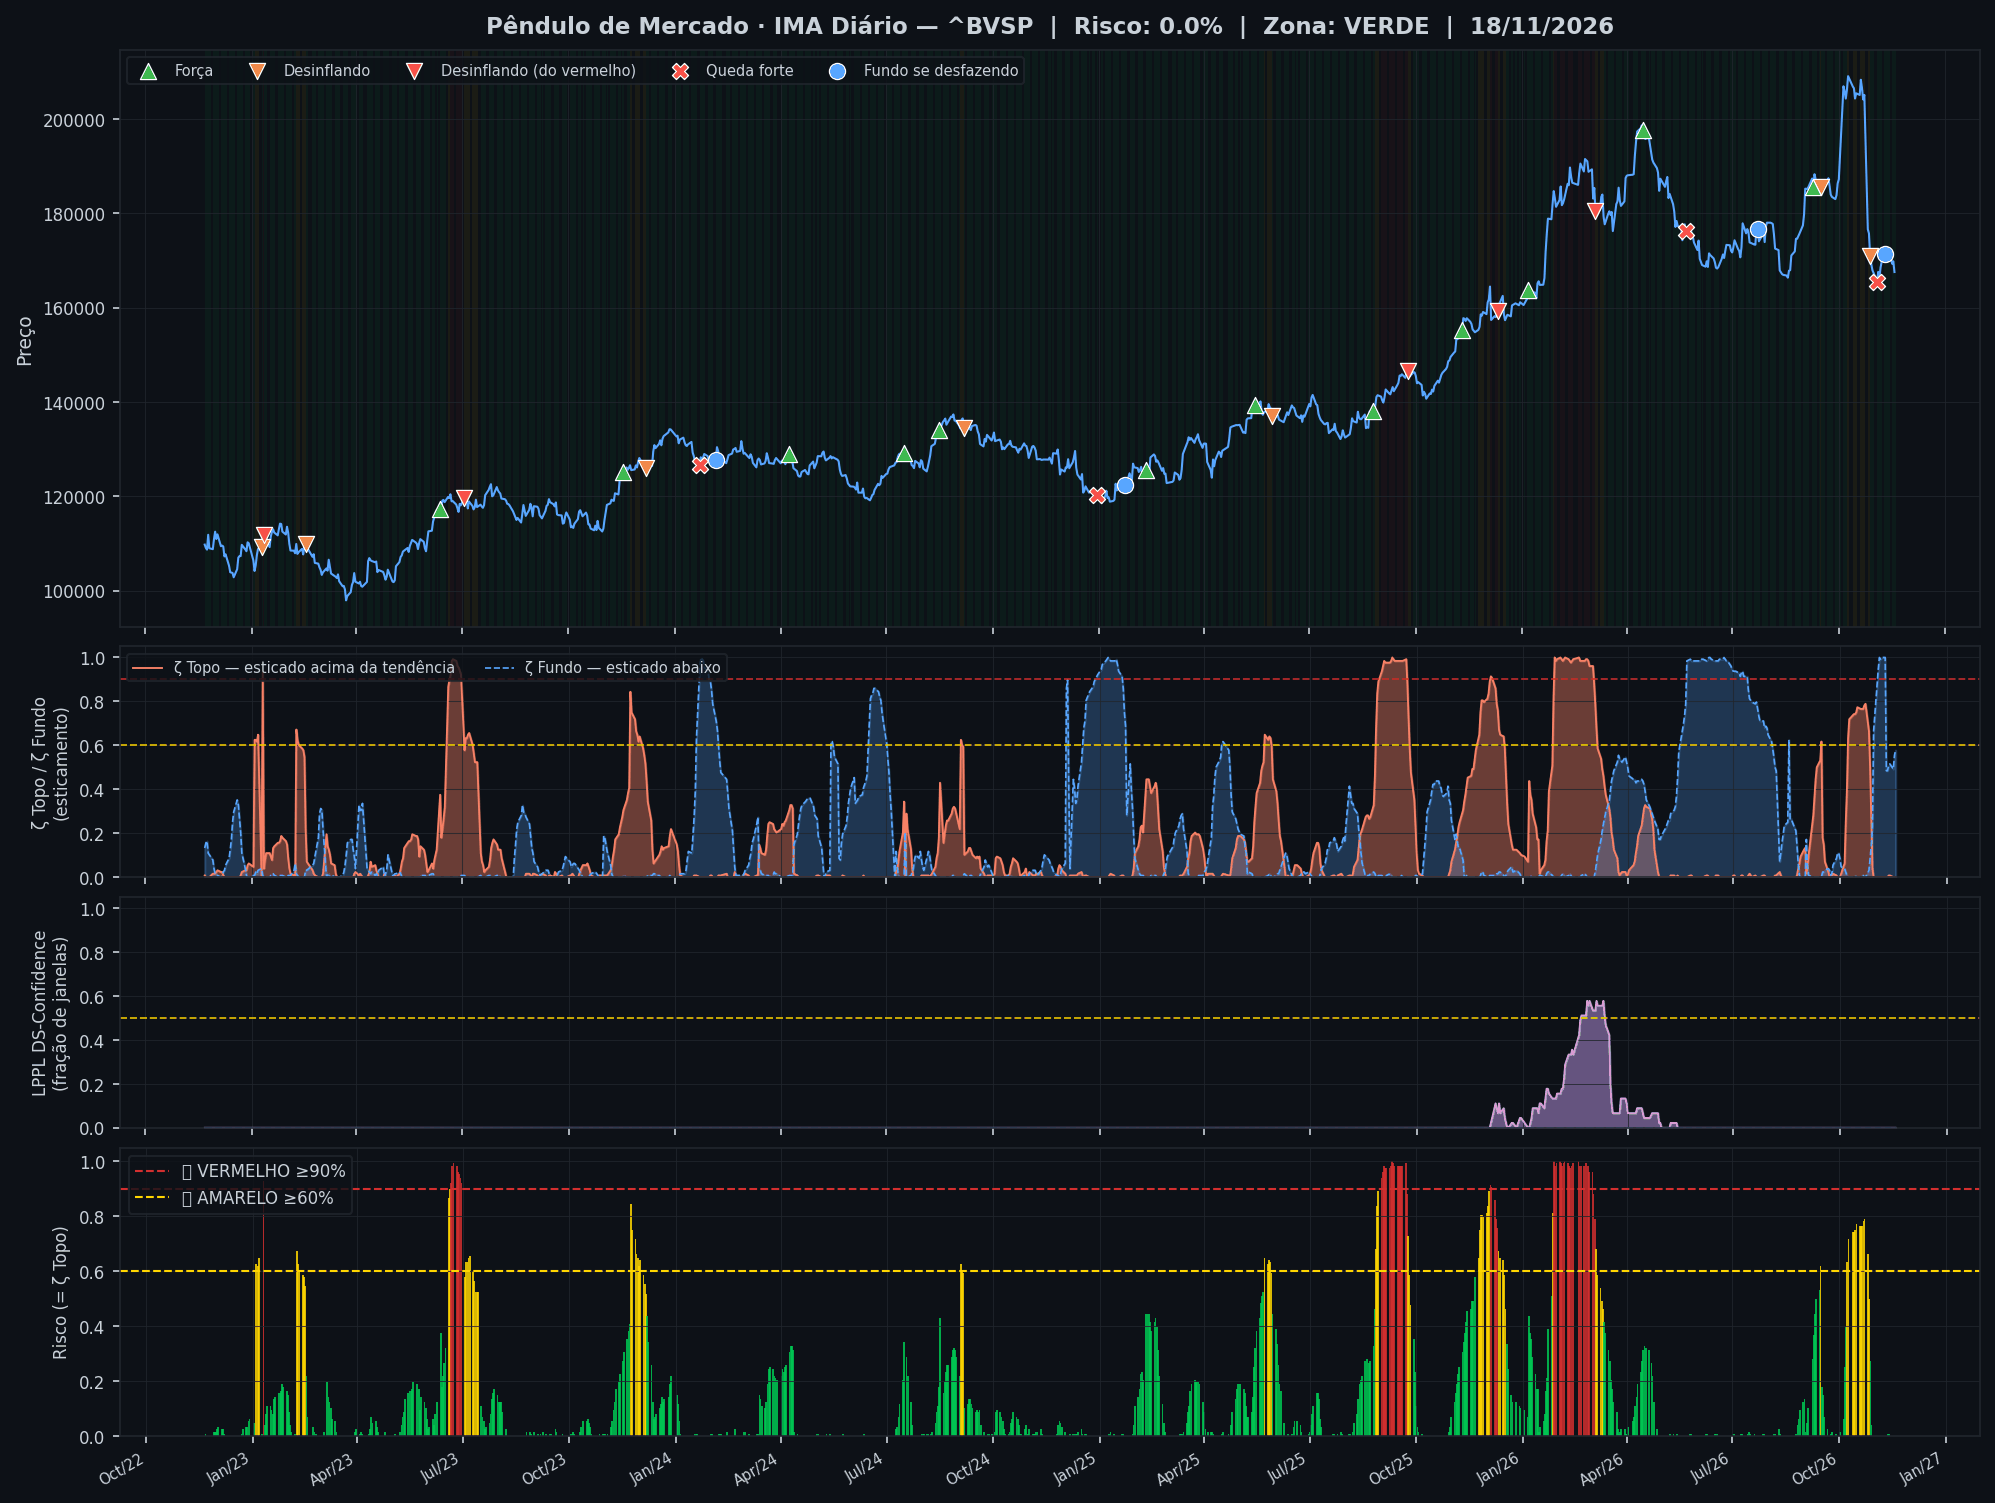 Pêndulo de Mercado · IMA Diário — ^BVSP | Risco: 0.0% | Zona: VERDE | 18/11/2026
Força
Desinflando
Desinflando (do vermelho)
Queda forte
Fundo se desfazendo
Preço
200000
180000
160000
140000
120000
100000
ζ Topo — esticado acima da tendência
ζ Fundo — esticado abaixo
ζ Topo / ζ Fundo
(esticamento)
1.0
0.8
0.6
0.4
0.2
0.0
LPPL DS-Confidence
(fração de janelas)
1.0
0.8
0.6
0.4
0.2
0.0
VERMELHO ≥90%
AMARELO ≥60%
Risco (= ζ Topo)
1.0
0.8
0.6
0.4
0.2
0.0
Oct/22
Jan/23
Apr/23
Jul/23
Oct/23
Jan/24
Apr/24
Jul/24
Oct/24
Jan/25
Apr/25
Jul/25
Oct/25
Jan/26
Apr/26
Jul/26
Oct/26
Jan/27